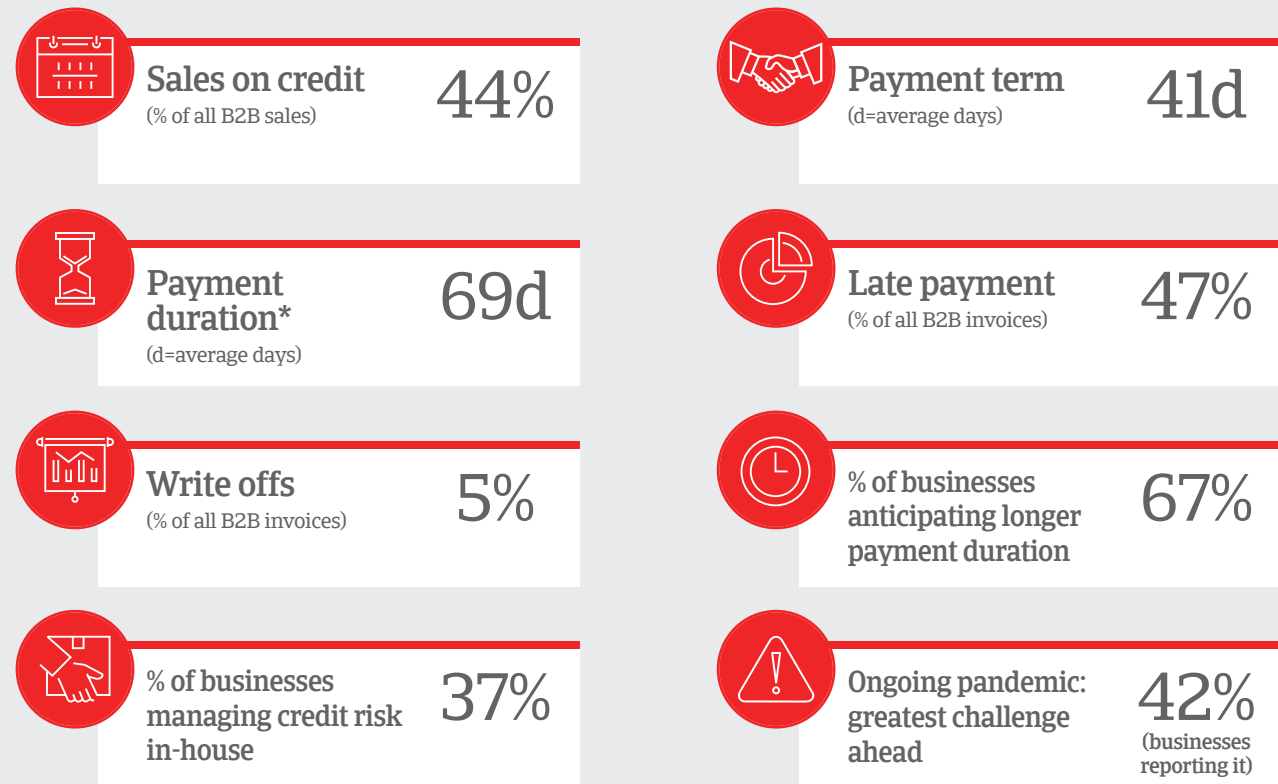 Sales on credit
(% of all B2B sales)
44%
Payment term
(d=average days)
41d
Payment
duration*
(d=average days)
69d
Late payment
(% of all B2B invoices)
47%
Write offs
(% of all B2B invoices)
5%
% of businesses
anticipating longer
payment duration
67%
% of businesses
managing credit risk
in-house
37%
Ongoing pandemic:
greatest challenge
ahead
42%
(businesses
reporting it)